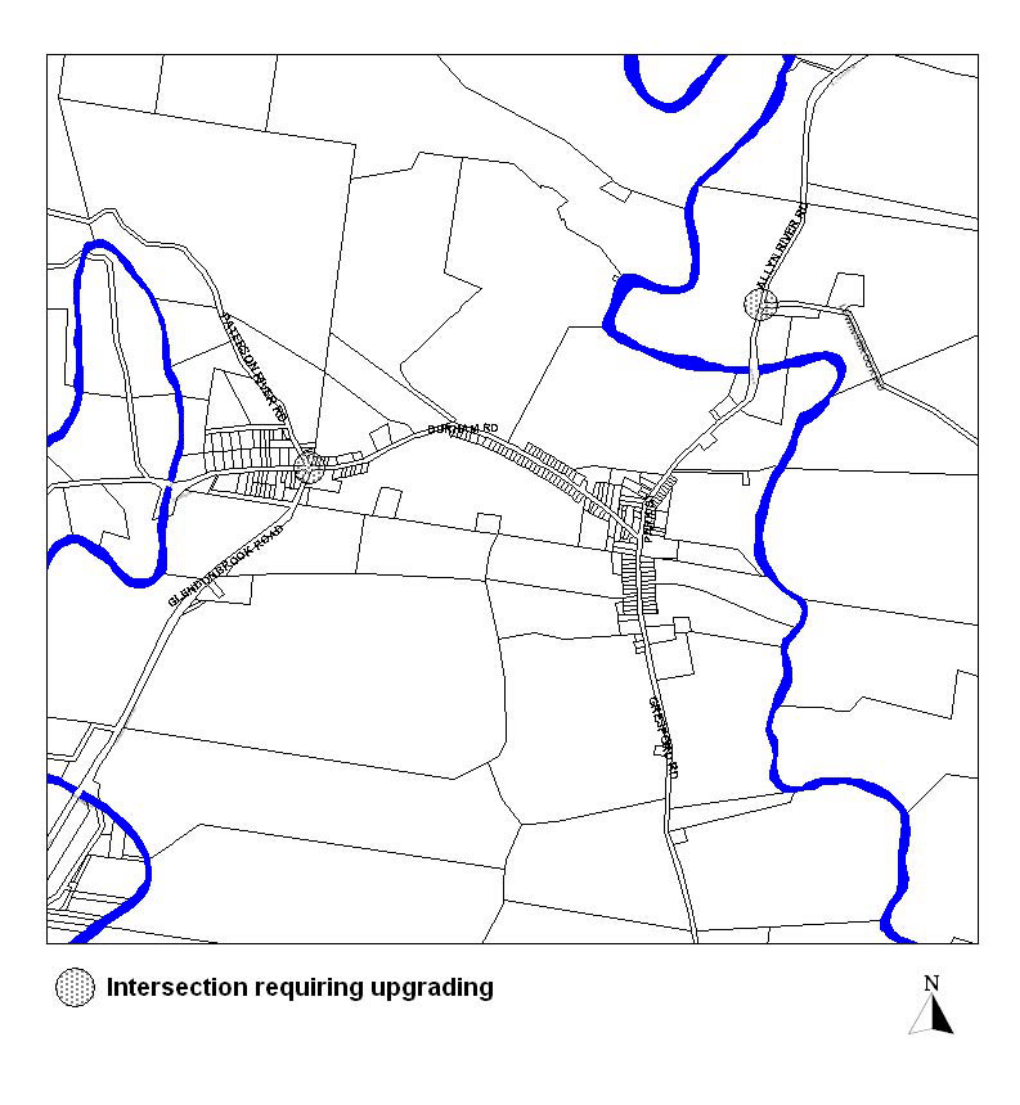 ALLYN RIVER RD
PATERSON RIVER RD
DURHAM RD
GLENDONBROOK ROAD
GRESFORD RD
Intersection requiring upgrading
N